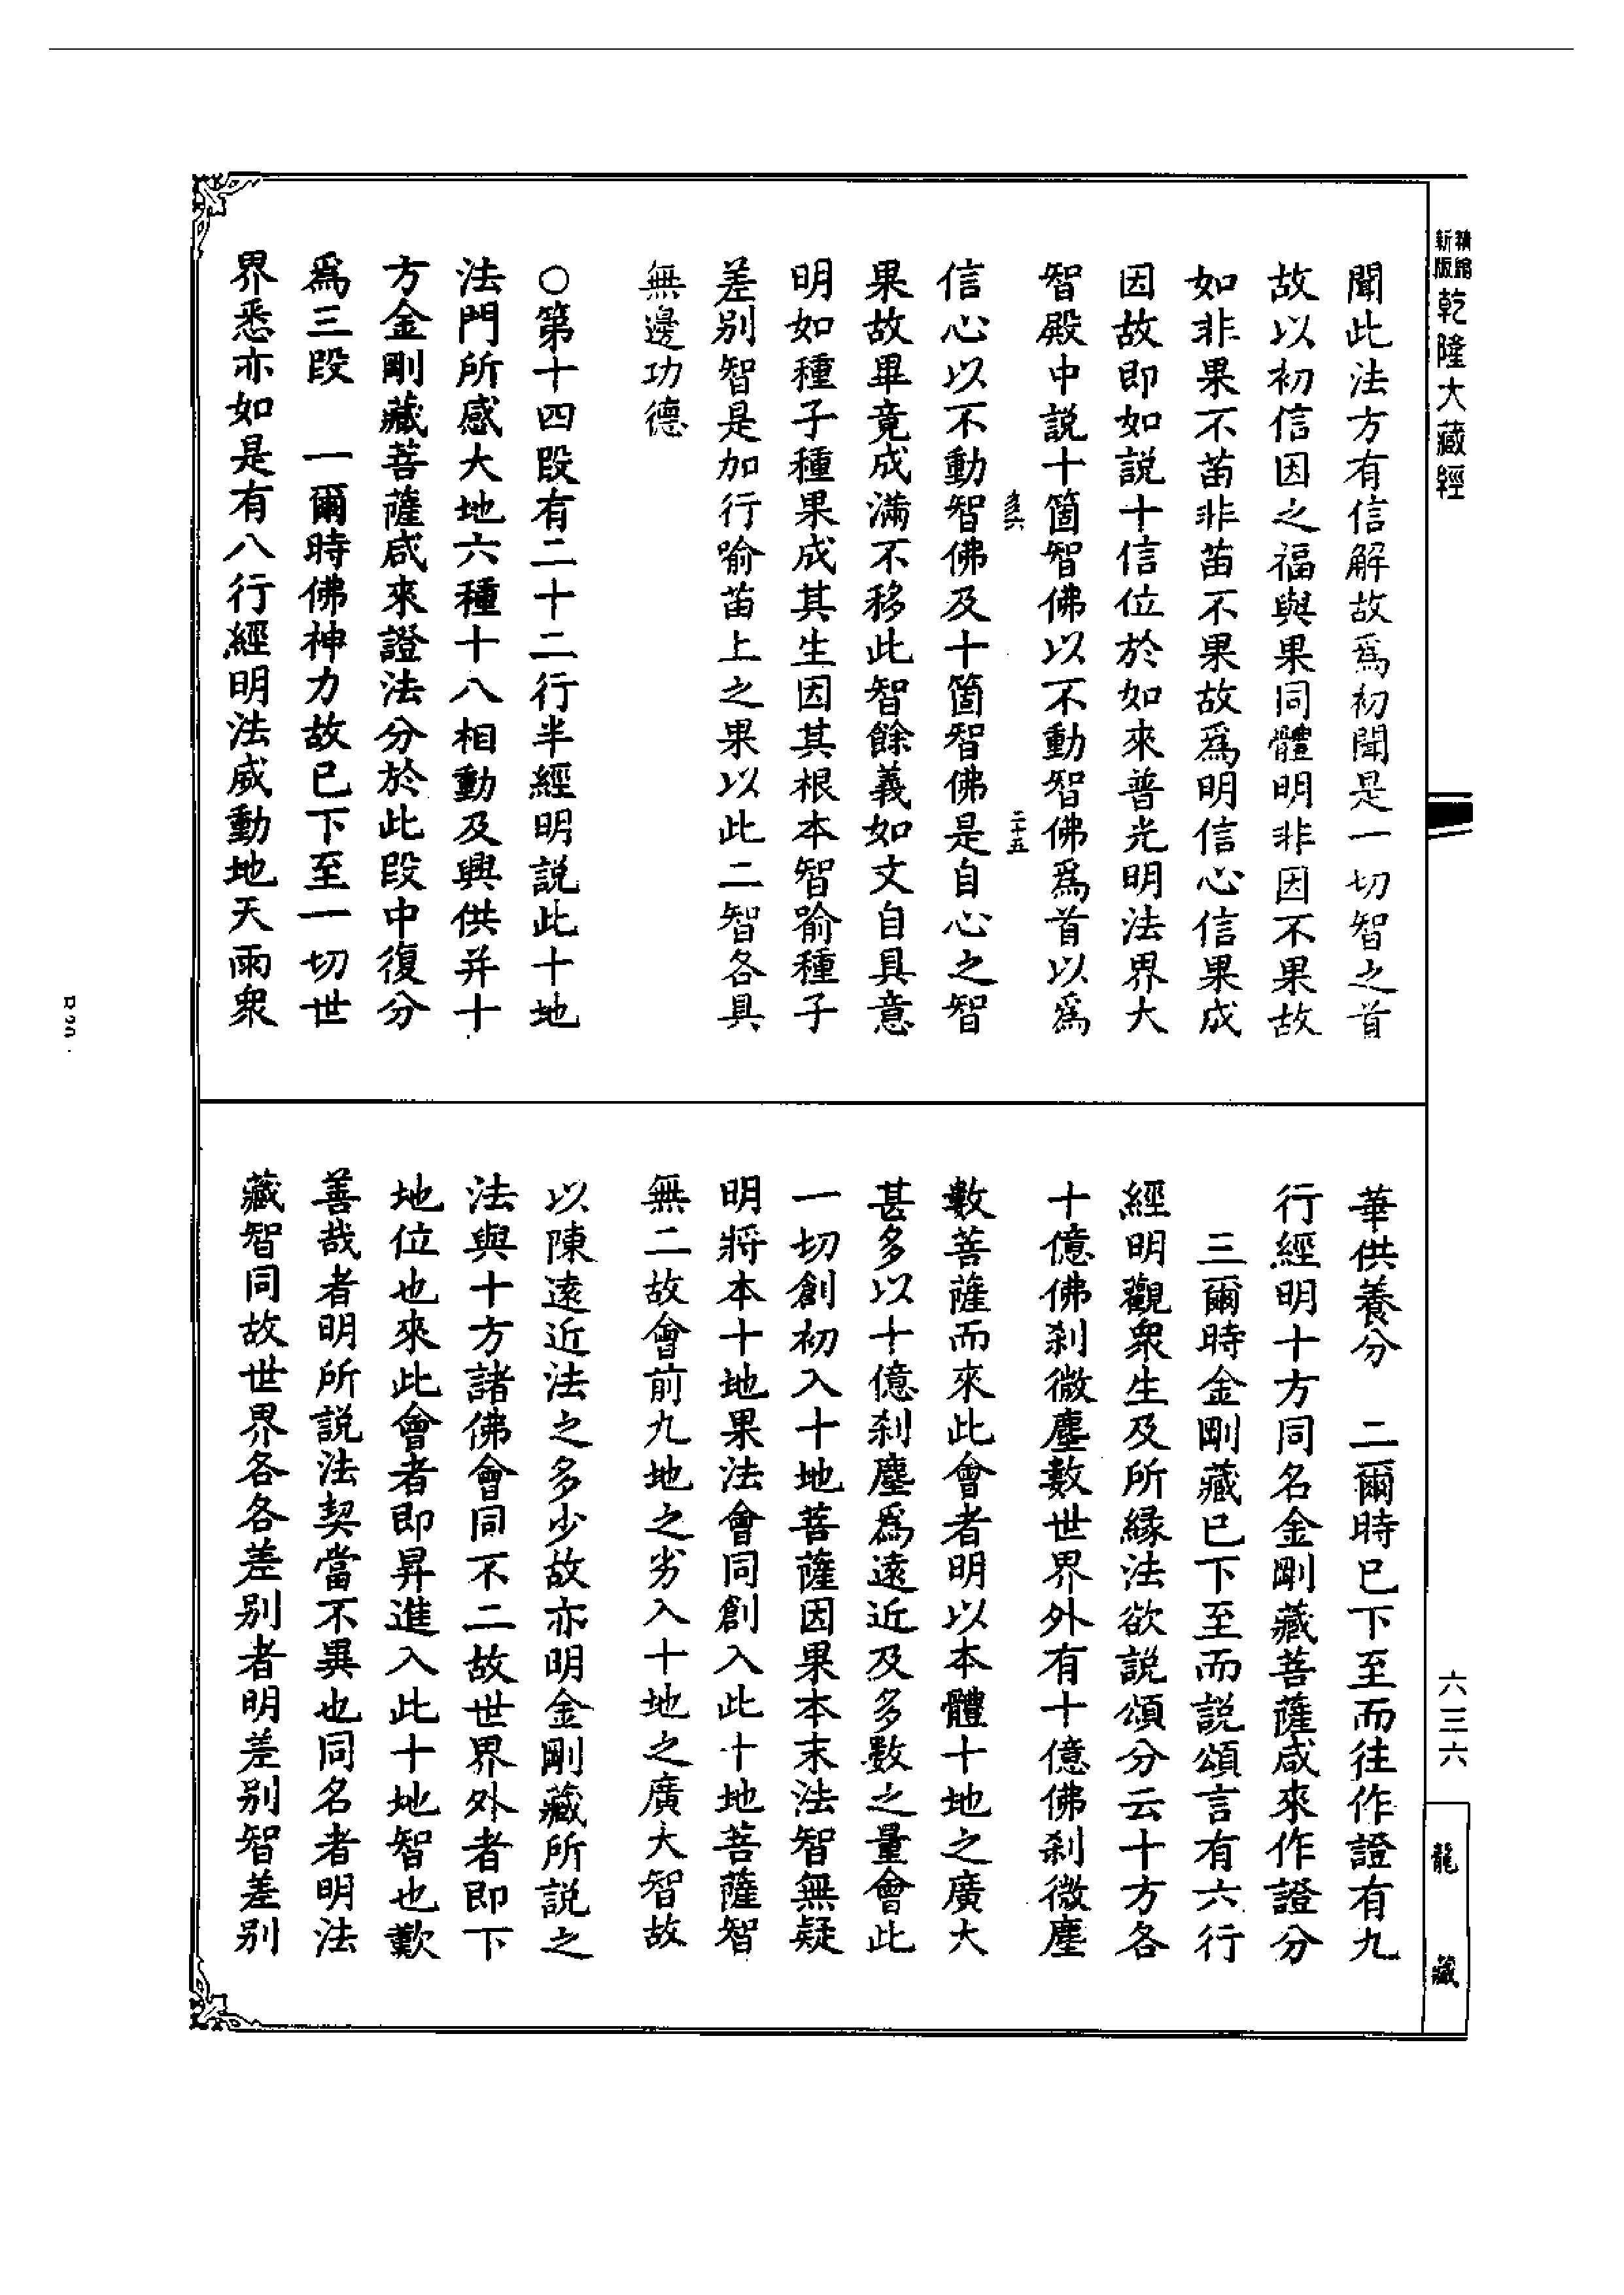 新版
精縮
乾隆大藏經
聞此法方有信解故爲初聞是一切智之首
故以初信因之福與果同體明非因不果故
如非果不苗非苗不果故爲明信心信果成
因故即如説十信位於如來普光明法界大
智殿中説十箇智佛以不動智佛爲首以爲
二十五
信心以不動智佛及十箇智佛是自心之智
果故畢竟成滿不移此智餘義如文自具意
明如種子種果成其生因其根本智喻種子
差别智是加行喻苗上之果以此二智各具
無邊功德
○第十四段有二十二行半經明説此十地
法門所感大地六種十八相動及興供并十
方金剛藏菩薩咸來證法分於此段中復分
爲三段 一爾時佛神力故已下至一切世
界悉亦如是有八行經明法威動地天雨衆
華供養分 二爾時已下至而往作證有九
行經明十方同名金剛藏菩薩咸來作證分
三爾時金剛藏已下至而説頌言有六行
經明觀衆生及所緣法欲説頌分云十方各
十億佛刹微塵數世界外有十億佛刹微塵
數菩薩而來此會者明以本體十地之廣大
甚多以十億刹塵爲遠近及多數之量會此
一切創初入十地菩薩因果本末法智無疑
明將本十地果法會同創入此十地菩薩智
無二故會前九地之劣入十地之廣大智故
以陳遠近法之多少故亦明金剛藏所説之
法與十方諸佛會同不二故世界外者即下
地位也來此會者即昇進入此十地智也歎
善哉者明所説法契當不異也同名者明法
藏智同故世界各各差别者明差别智差别
六三六
龍藏